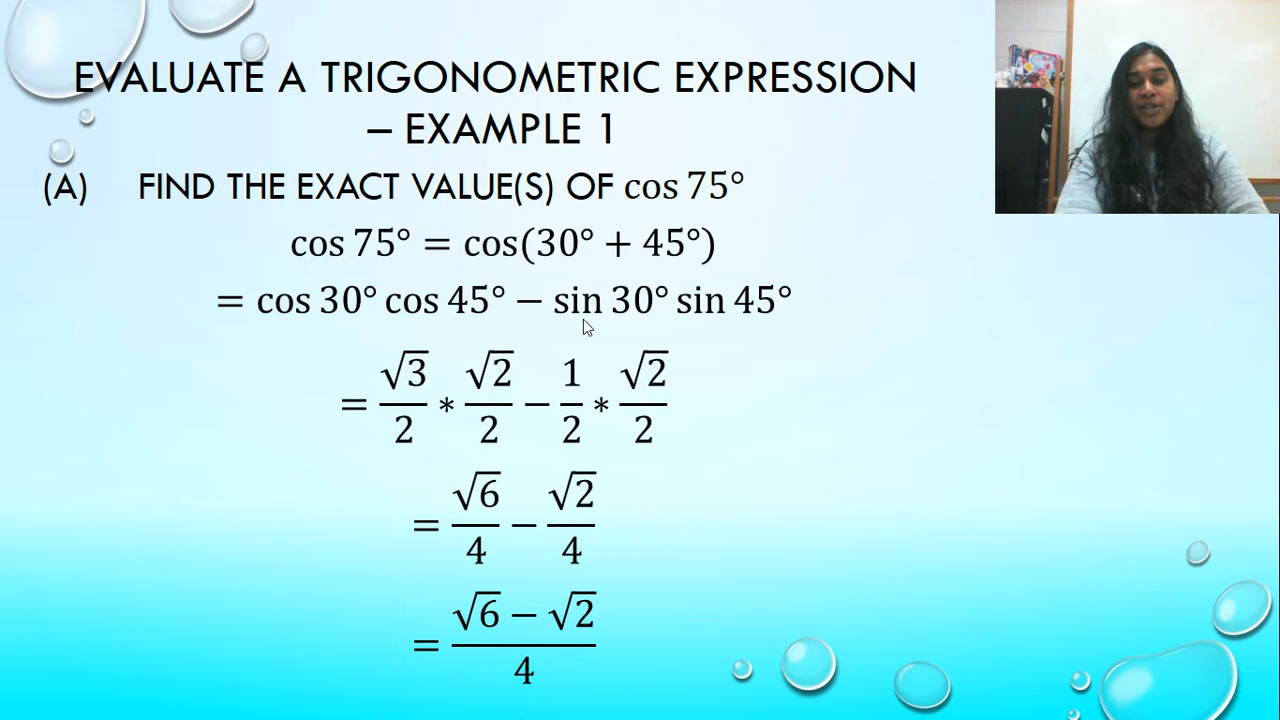 EVALUATE A TRIGONOMETRIC EXPRESSION
– EXAMPLE 1
(A) FIND THE EXACT VALUE(S) OF cos 75°
cos 75° = cos(30° + 45°)
= cos 30° cos 45° − sin 30° sin 45°
= √3/2 * √2/2 − 1/2 * √2/2
= √6/4 − √2/4
= (√6 − √2)/4